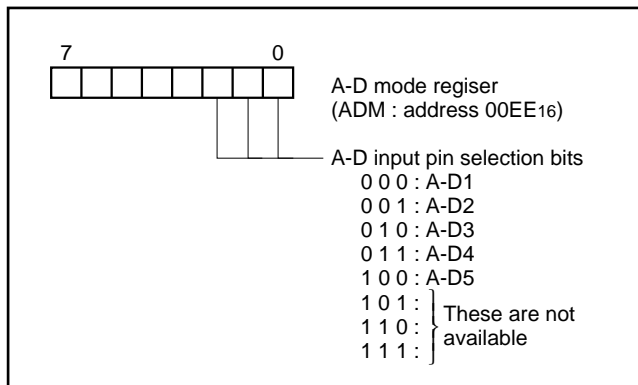 7 0
A-D mode regiser
(ADM : address 00EE16)
A-D input pin selection bits
0 0 0 : A-D1
0 0 1 : A-D2
0 1 0 : A-D3
0 1 1 : A-D4
1 0 0 : A-D5
1 0 1 :
1 1 0 :
1 1 1 :
These are not
available